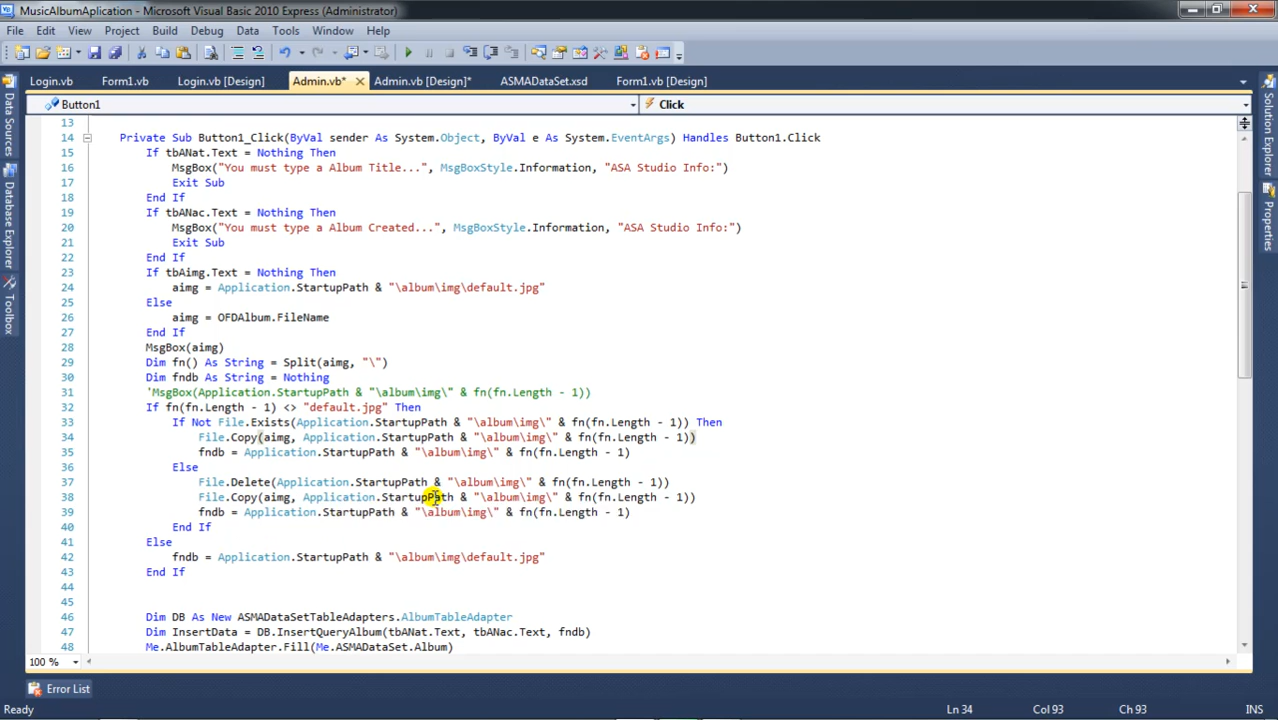 MusicAlbumAplication - Microsoft Visual Basic 2010 Express (Administrator)
File Edit View Project Build Debug Data Tools Window Help
Login.vb Form1.vb Login.vb [Design] Admin.vb* Admin.vb [Design]* ASMADataSet.xsd Form1.vb [Design]
Button1 Click
13
14 Private Sub Button1_Click(ByVal sender As System.Object, ByVal e As System.EventArgs) Handles Button1.Click
15 If tbANat.Text = Nothing Then
16 MsgBox("You must type a Album Title...", MsgBoxStyle.Information, "ASA Studio Info:")
17 Exit Sub
18 End If
19 If tbANac.Text = Nothing Then
20 MsgBox("You must type a Album Created...", MsgBoxStyle.Information, "ASA Studio Info:")
21 Exit Sub
22 End If
23 If tbAimg.Text = Nothing Then
24 aimg = Application.StartupPath & "\album\img\default.jpg"
25 Else
26 aimg = OFDAlbum.FileName
27 End If
28 MsgBox(aimg)
29 Dim fn() As String = Split(aimg, "\")
30 Dim fndb As String = Nothing
31 'MsgBox(Application.StartupPath & "\album\img\" & fn(fn.Length - 1))
32 If fn(fn.Length - 1) <> "default.jpg" Then
33 If Not File.Exists(Application.StartupPath & "\album\img\" & fn(fn.Length - 1)) Then
34 File.Copy(aimg, Application.StartupPath & "\album\img\" & fn(fn.Length - 1))
35 fndb = Application.StartupPath & "\album\img\" & fn(fn.Length - 1)
36 Else
37 File.Delete(Application.StartupPath & "\album\img\" & fn(fn.Length - 1))
38 File.Copy(aimg, Application.StartupPath & "\album\img\" & fn(fn.Length - 1))
39 fndb = Application.StartupPath & "\album\img\" & fn(fn.Length - 1)
40 End If
41 Else
42 fndb = Application.StartupPath & "\album\img\default.jpg"
43 End If
44
45
46 Dim DB As New ASMADataSetTableAdapters.AlbumTableAdapter
47 Dim InsertData = DB.InsertQueryAlbum(tbANat.Text, tbANac.Text, fndb)
48 Me.AlbumTableAdapter.Fill(Me.ASMADataSet.Album)
100 %
Error List
Ready Ln 34 Col 93 Ch 93 INS
Data Sources
Database Explorer
Toolbox
Solution Explorer
Properties